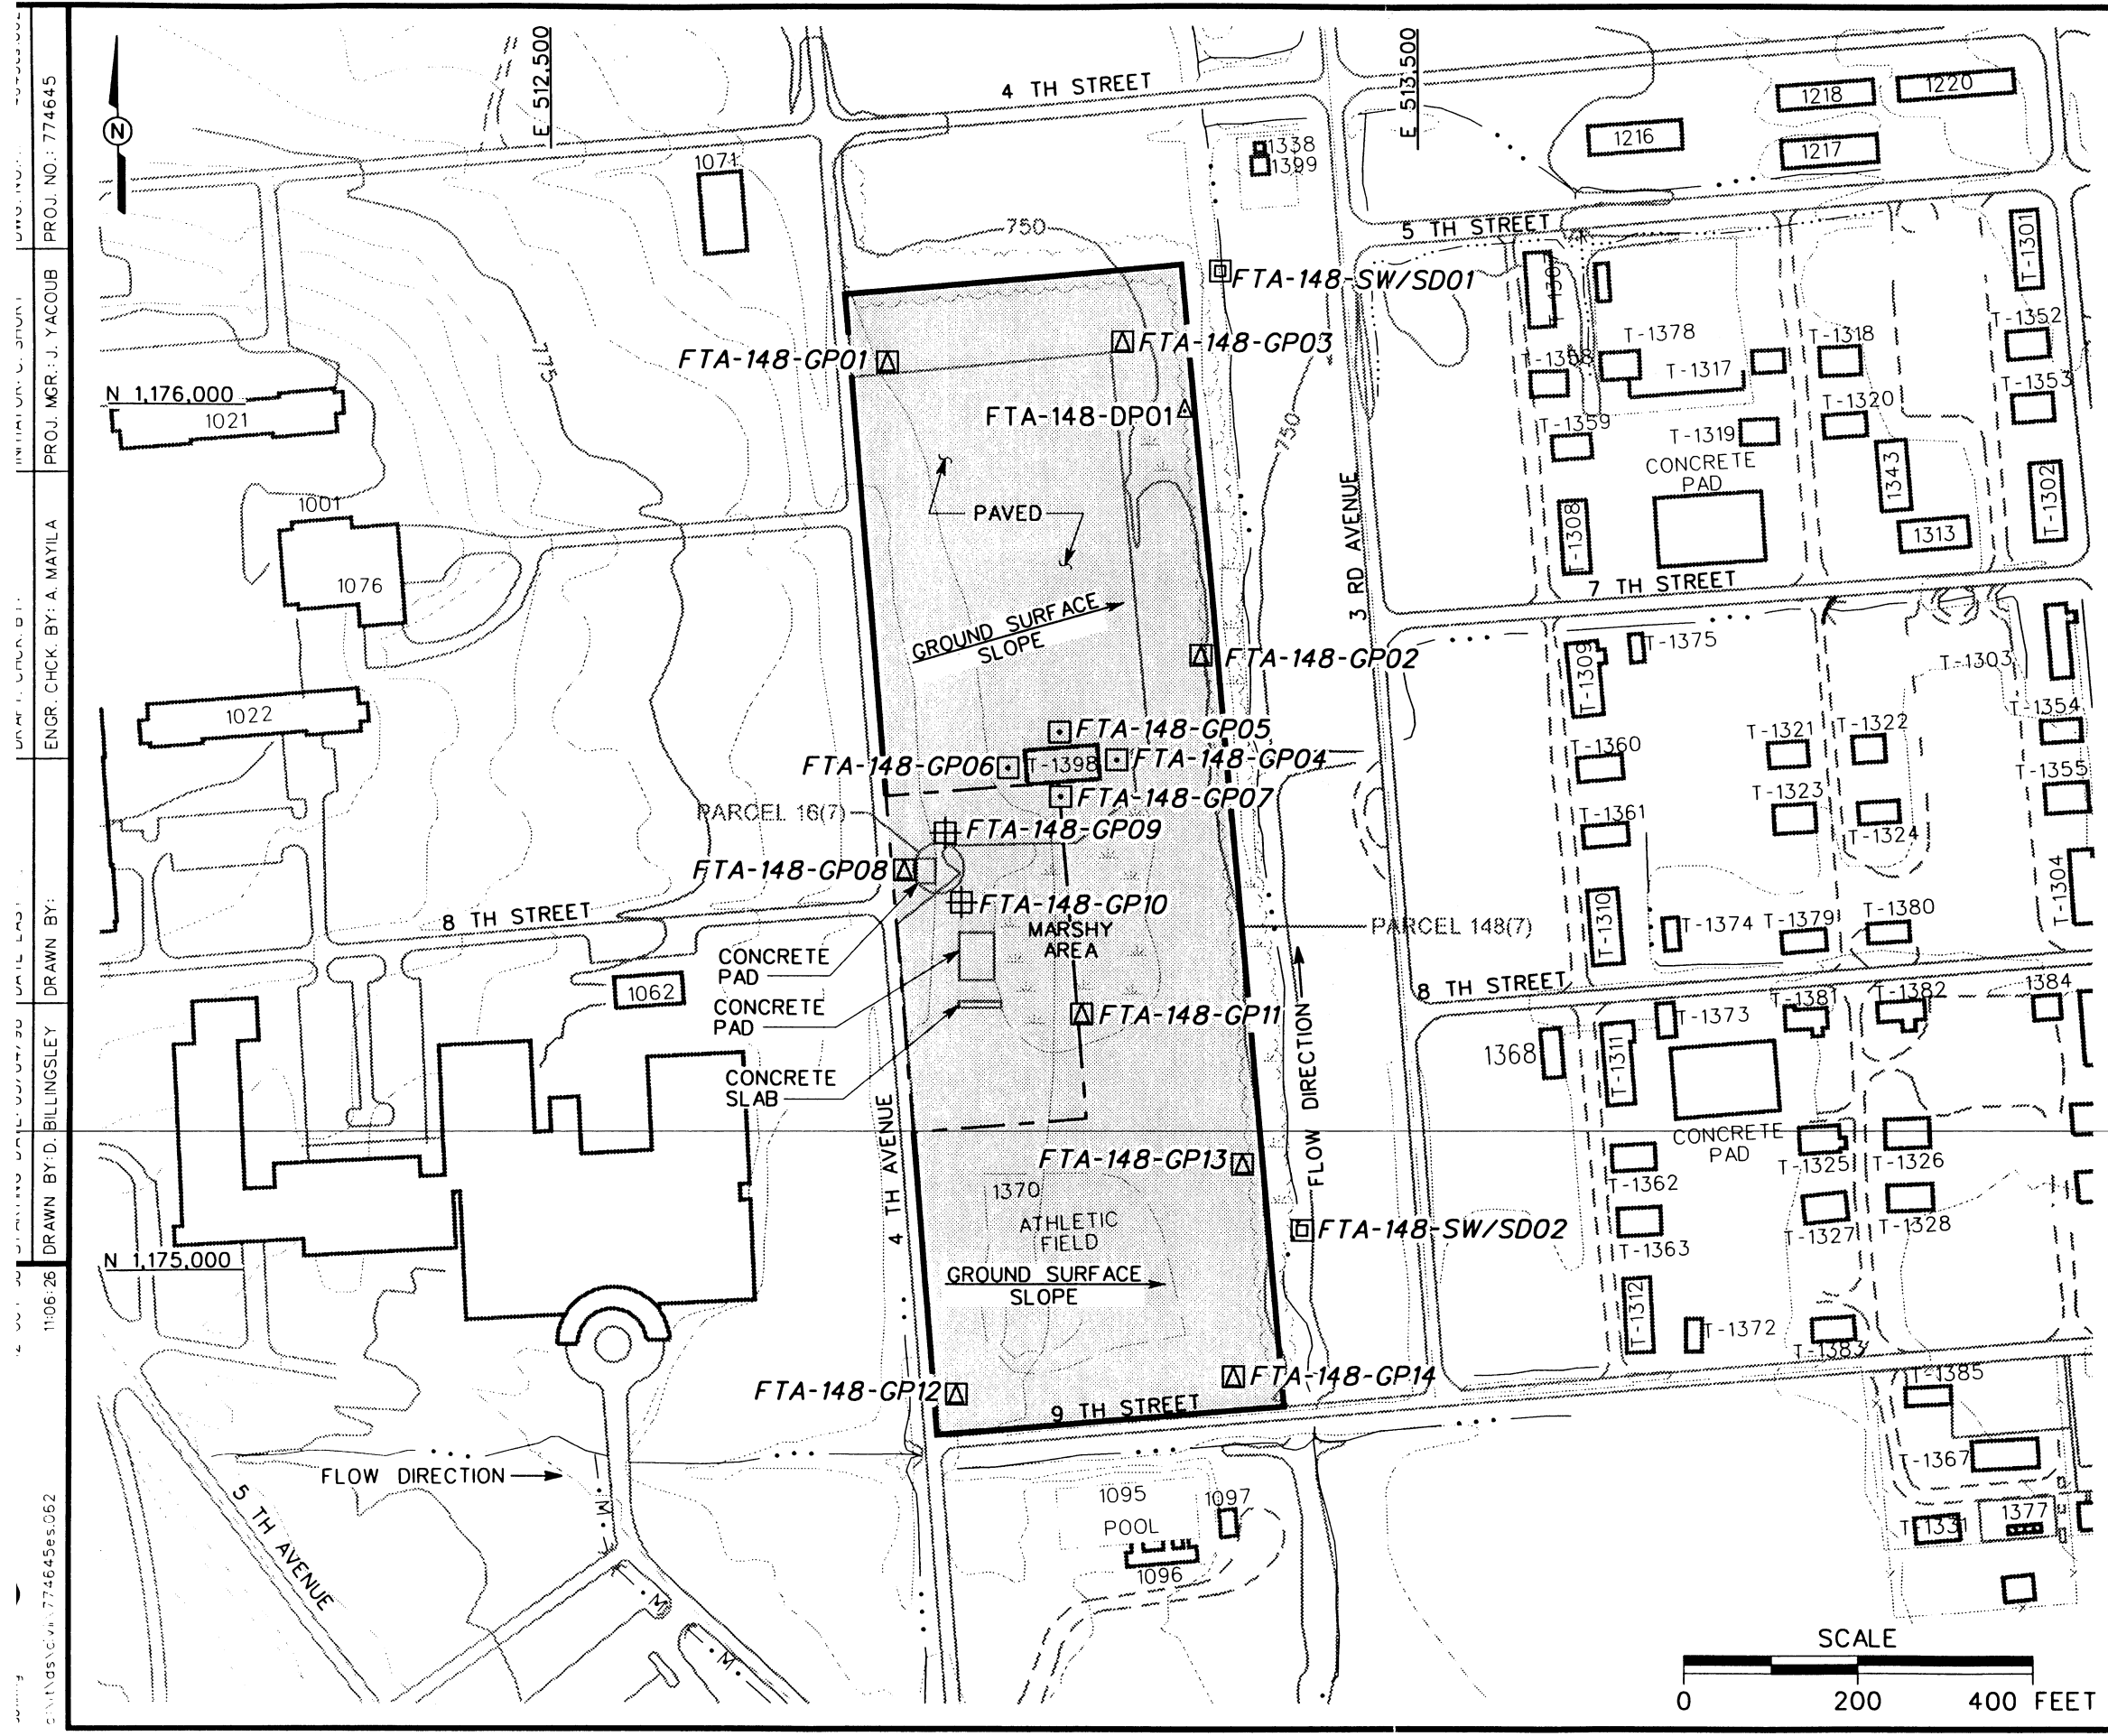 PROJ. NO.: 774645
PROJ. MGR.: J. YACOUB
ENGR. CHCK. BY: A. MAYILA
DRAWN BY:
DRAWN BY: D. BILLINGSLEY
11:06:26
N
E 512,500
4 TH STREET
E 513,500
1218
1220
1216
1217
1338
1399
1071
750
5 TH STREET
T-1301
FTA-148-SW/SD01
FTA-148-GP03
FTA-148-GP01
775
T-1378
T-1318
T-1352
T-1358
T-1317
N 1,176,000
1021
FTA-148-DP01
750
T-1353
T-1320
T-1359
T-1319
CONCRETE
PAD
1343
T-1302
1001
PAVED
3 RD AVENUE
T-1308
1313
1076
7 TH STREET
GROUND SURFACE
SLOPE
FTA-148-GP02
T-1309
T-1375
T-1303
1022
FTA-148-GP05
T-1354
T-1321
T-1322
T-1360
FTA-148-GP06
T-1398
FTA-148-GP04
T-1355
FTA-148-GP07
T-1323
PARCEL 16(7)
T-1361
FTA-148-GP09
T-1324
FTA-148-GP08
T-1304
FTA-148-GP10
8 TH STREET
MARSHY
AREA
PARCEL 148(7)
T-1310
T-1374
T-1379
T-1380
CONCRETE
PAD
8 TH STREET
1062
CONCRETE
PAD
T-1381
T-1382
1384
FTA-148-GP11
T-1373
1368
T-1311
CONCRETE
SLAB
FLOW DIRECTION
4 TH AVENUE
CONCRETE
PAD
FTA-148-GP13
T-1325
T-1326
1370
T-1362
ATHLETIC
FIELD
FTA-148-SW/SD02
T-1327
T-1328
T-1363
N 1,175,000
GROUND SURFACE
SLOPE
T-1312
T-1372
T-1383
FTA-148-GP12
FTA-148-GP14
T-1385
9 TH STREET
T-1367
FLOW DIRECTION
5 TH AVENUE
M
1095
POOL
1097
1377
T-1331
1096
M
M
SCALE
0 200 400 FEET